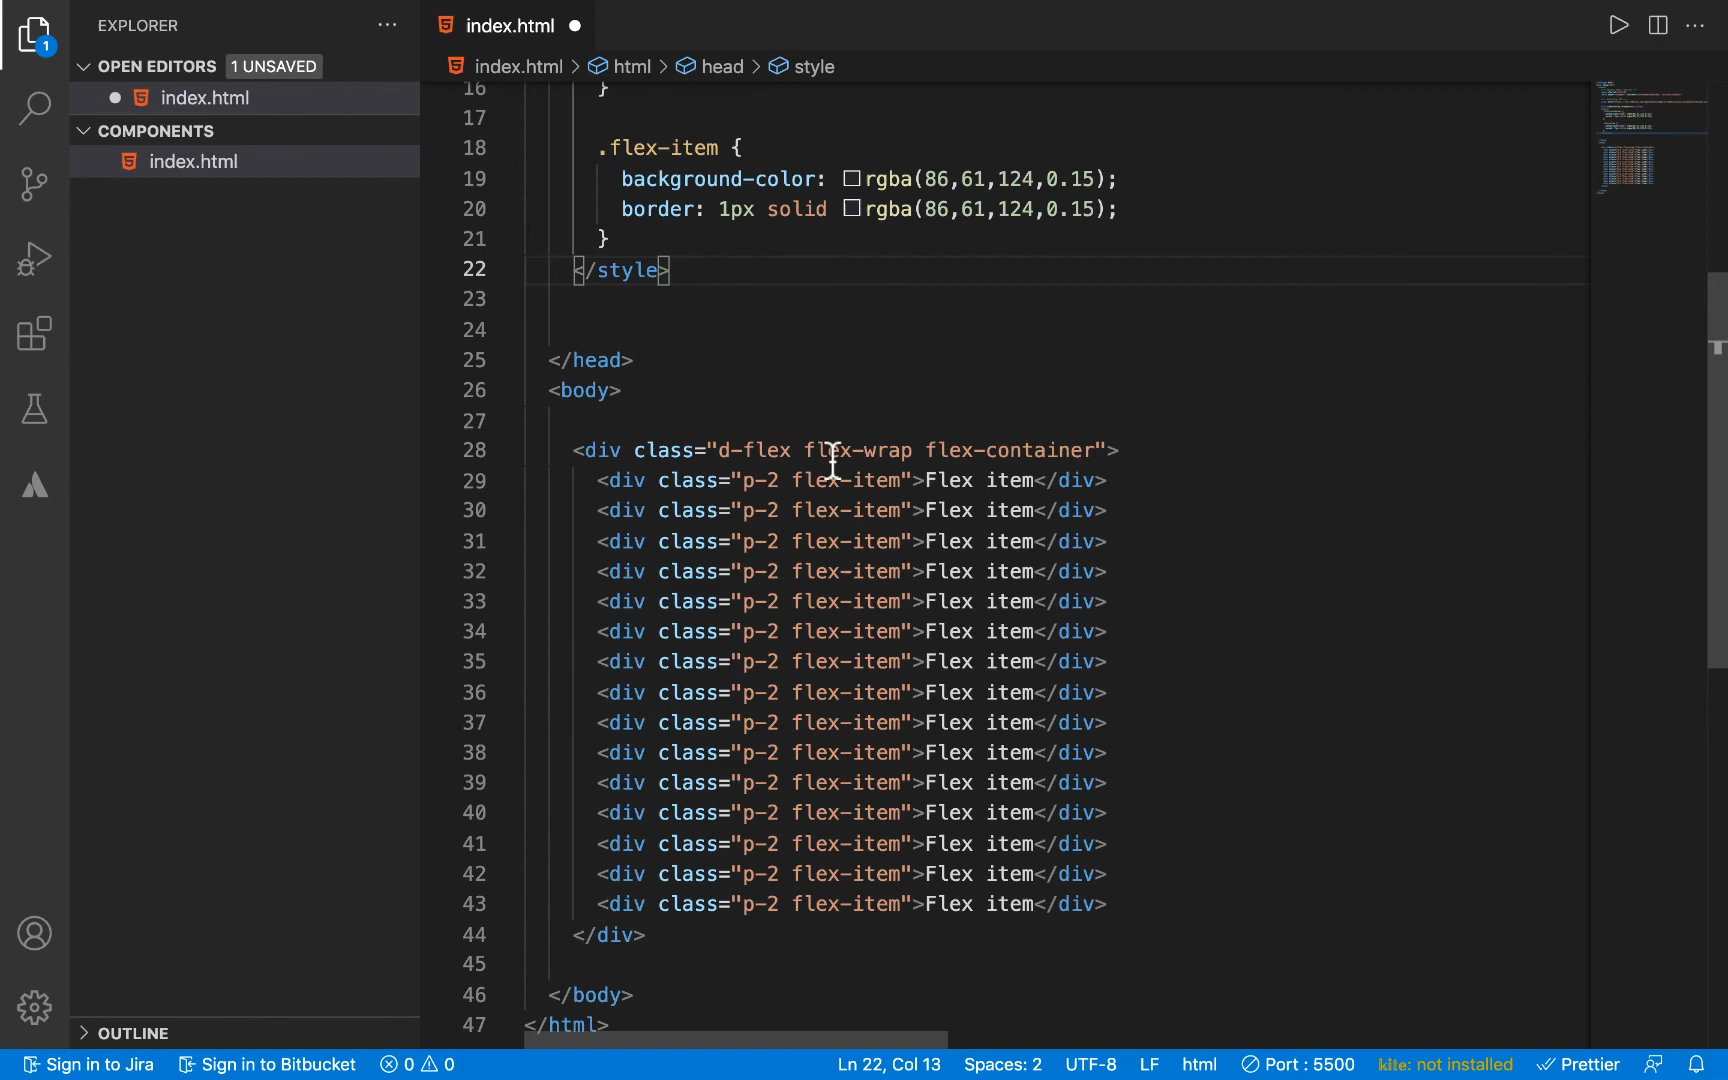 EXPLORER ···
OPEN EDITORS 1 UNSAVED
index.html
COMPONENTS
index.html
OUTLINE
1
index.html
index.html > html > head > style
16 }
17
18 .flex-item {
19 background-color: rgba(86,61,124,0.15);
20 border: 1px solid rgba(86,61,124,0.15);
21 }
22 </style>
23
24
25 </head>
26 <body>
27
28 <div class="d-flex flex-wrap flex-container">
29 <div class="p-2 flex-item">Flex item</div>
30 <div class="p-2 flex-item">Flex item</div>
31 <div class="p-2 flex-item">Flex item</div>
32 <div class="p-2 flex-item">Flex item</div>
33 <div class="p-2 flex-item">Flex item</div>
34 <div class="p-2 flex-item">Flex item</div>
35 <div class="p-2 flex-item">Flex item</div>
36 <div class="p-2 flex-item">Flex item</div>
37 <div class="p-2 flex-item">Flex item</div>
38 <div class="p-2 flex-item">Flex item</div>
39 <div class="p-2 flex-item">Flex item</div>
40 <div class="p-2 flex-item">Flex item</div>
41 <div class="p-2 flex-item">Flex item</div>
42 <div class="p-2 flex-item">Flex item</div>
43 <div class="p-2 flex-item">Flex item</div>
44 </div>
45
46 </body>
47 </html>
Sign in to Jira Sign in to Bitbucket 0 0 Ln 22, Col 13 Spaces: 2 UTF-8 LF html Port : 5500 kite: not installed Prettier